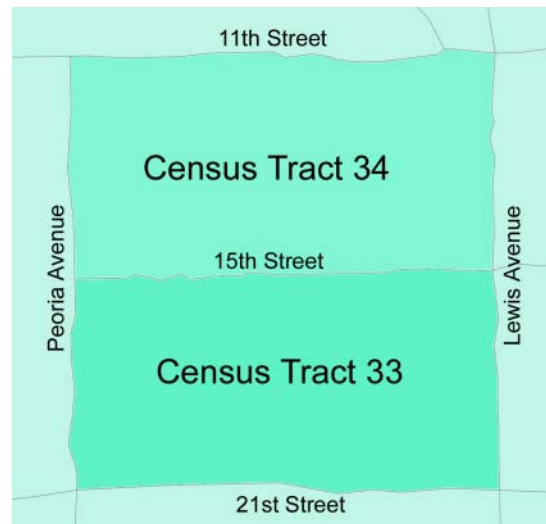 11th Street
Census Tract 34
Peoria Avenue
15th Street
Lewis Avenue
Census Tract 33
21st Street